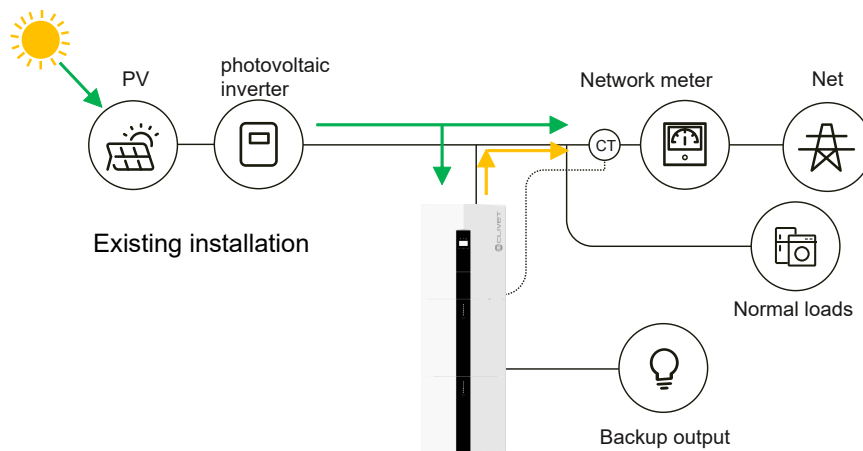 PV
photovoltaic
inverter
Network meter
Net
CT
CLIVET
Existing installation
Normal loads
Backup output